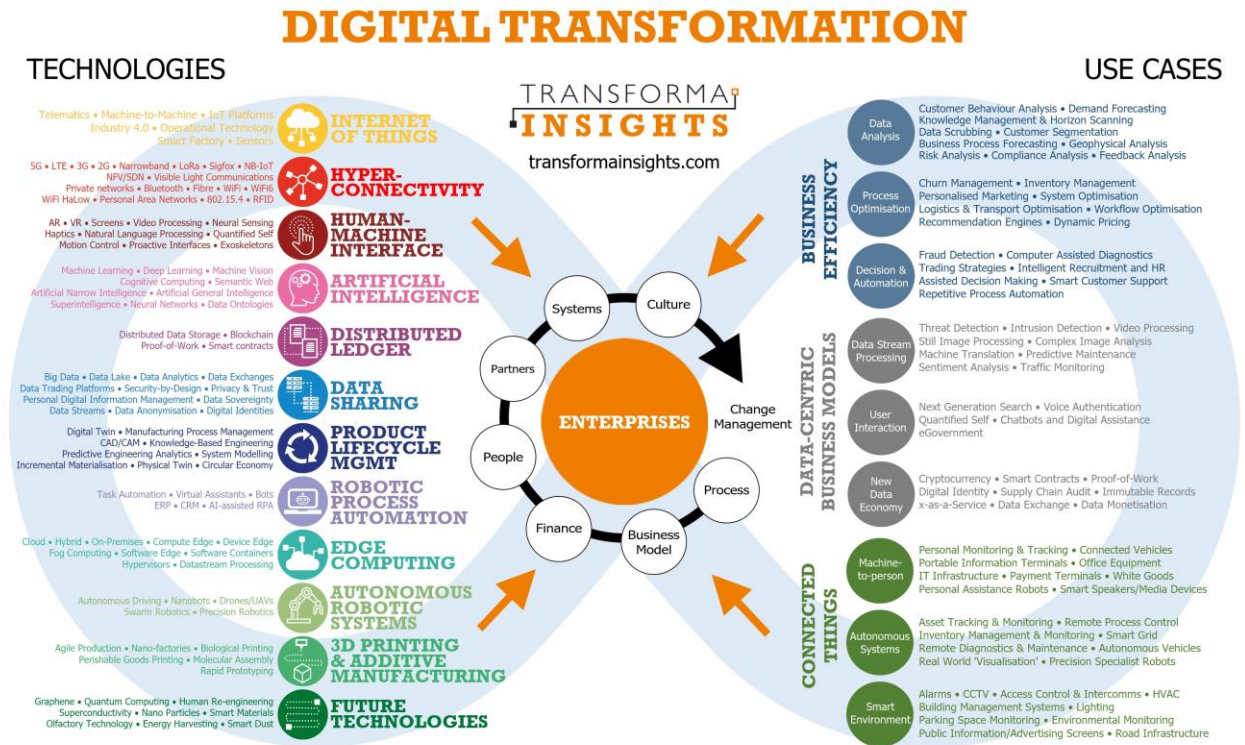 DIGITAL TRANSFORMATION
TECHNOLOGIES
USE CASES
TRANSFORMA
INSIGHTS
transformainsights.com
Telematics • Machine-to-Machine • IoT Platforms
Industry 4.0 • Operational Technology
Smart Factory • Sensors
INTERNET
OF THINGS
5G • LTE • 3G • 2G • Narrowband • LoRa • Sigfox • NB-IoT
NFV/SDN • Visible Light Communications
Private networks • Bluetooth • Fibre • WiFi • WiFi6
WiFi HaLow • Personal Area Networks • 802.15.4 • RFID
HYPER-
CONNECTIVITY
AR • VR • Screens • Video Processing • Neural Sensing
Haptics • Natural Language Processing • Quantified Self
Motion Control • Proactive Interfaces • Exoskeletons
HUMAN-
MACHINE
INTERFACE
Machine Learning • Deep Learning • Machine Vision
Cognitive Computing • Semantic Web
Artificial Narrow Intelligence • Artificial General Intelligence
Superintelligence • Neural Networks • Data Ontologies
ARTIFICIAL
INTELLIGENCE
Distributed Data Storage • Blockchain
Proof-of-Work • Smart contracts
DISTRIBUTED
LEDGER
Big Data • Data Lake • Data Analytics • Data Exchanges
Data Trading Platforms • Security-by-Design • Privacy & Trust
Personal Digital Information Management • Data Sovereignty
Data Streams • Data Anonymisation • Digital Identities
DATA
SHARING
Digital Twin • Manufacturing Process Management
CAD/CAM • Knowledge-Based Engineering
Predictive Engineering Analytics • System Modelling
Incremental Materialisation • Physical Twin • Circular Economy
PRODUCT
LIFECYCLE
MGMT
Task Automation • Virtual Assistants • Bots
ERP • CRM • AI-assisted RPA
ROBOTIC
PROCESS
AUTOMATION
Cloud • Hybrid • On-Premises • Compute Edge • Device Edge
Fog Computing • Software Edge • Software Containers
Hypervisors • Datastream Processing
EDGE
COMPUTING
Autonomous Driving • Nanobots • Drones/UAVs
Swarm Robotics • Precision Robotics
AUTONOMOUS
ROBOTIC
SYSTEMS
Agile Production • Nano-factories • Biological Printing
Perishable Goods Printing • Molecular Assembly
Rapid Prototyping
3D PRINTING
& ADDITIVE
MANUFACTURING
Graphene • Quantum Computing • Human Re-engineering
Superconductivity • Nano Particles • Smart Materials
Olfactory Technology • Energy Harvesting • Smart Dust
FUTURE
TECHNOLOGIES
Systems
Culture
Partners
ENTERPRISES
Change
Management
People
Process
Finance
Business
Model
BUSINESS
EFFICIENCY
Data
Analysis
Customer Behaviour Analysis • Demand Forecasting
Knowledge Management & Horizon Scanning
Data Scrubbing • Customer Segmentation
Business Process Forecasting • Geophysical Analysis
Risk Analysis • Compliance Analysis • Feedback Analysis
Process
Optimisation
Churn Management • Inventory Management
Personalised Marketing • System Optimisation
Logistics & Transport Optimisation • Workflow Optimisation
Recommendation Engines • Dynamic Pricing
Decision &
Automation
Fraud Detection • Computer Assisted Diagnostics
Trading Strategies • Intelligent Recruitment and HR
Assisted Decision Making • Smart Customer Support
Repetitive Process Automation
DATA-CENTRIC
BUSINESS MODELS
Data Stream
Processing
Threat Detection • Intrusion Detection • Video Processing
Still Image Processing • Complex Image Analysis
Machine Translation • Predictive Maintenance
Sentiment Analysis • Traffic Monitoring
User
Interaction
Next Generation Search • Voice Authentication
Quantified Self • Chatbots and Digital Assistance
eGovernment
New
Data
Economy
Cryptocurrency • Smart Contracts • Proof-of-Work
Digital Identity • Supply Chain Audit • Immutable Records
x-as-a-Service • Data Exchange • Data Monetisation
CONNECTED
THINGS
Machine-
to-person
Personal Monitoring & Tracking • Connected Vehicles
Portable Information Terminals • Office Equipment
IT Infrastructure • Payment Terminals • White Goods
Personal Assistance Robots • Smart Speakers/Media Devices
Autonomous
Systems
Asset Tracking & Monitoring • Remote Process Control
Inventory Management & Monitoring • Smart Grid
Remote Diagnostics & Maintenance • Autonomous Vehicles
Real World 'Visualisation' • Precision Specialist Robots
Smart
Environment
Alarms • CCTV • Access Control & Intercomms • HVAC
Building Management Systems • Lighting
Parking Space Monitoring • Environmental Monitoring
Public Information/Advertising Screens • Road Infrastructure